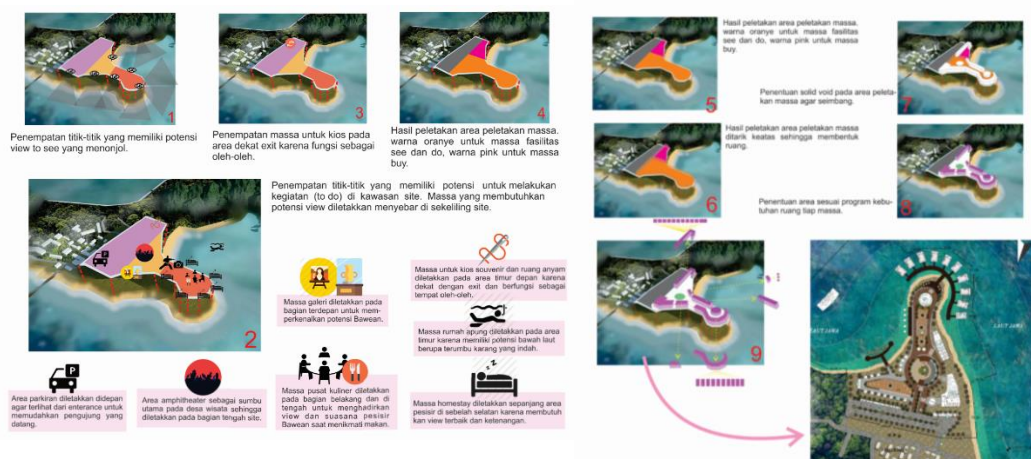 1
Penempatan titik-titik yang memiliki potensi
view to see yang menonjol.
3
Penempatan massa untuk kios pada
area dekat exit karena fungsi sebagai
oleh-oleh.
4
Hasil peletakan area peletakan massa.
warna oranye untuk massa fasilitas
see dan do, warna pink untuk massa
buy.
2
Penempatan titik-titik yang memiliki potensi untuk melakukan
kegiatan (to do) di kawasan site. Massa yang membutuhkan
potensi view diletakkan menyebar di sekeliling site.
Massa galeri diletakkan pada
bagian terdepan untuk mem-
perkenalkan potensi Bawean.
Massa untuk kios souvenir dan ruang anyam
diletakkan pada area timur depan karena
dekat dengan exit dan berfungsi sebagai
tempat oleh-oleh.
Massa rumah apung diletakkan pada area
timur karena memiliki potensi bawah laut
berupa terumbu karang yang indah.
P
Area parkiran diletakkan didepan
agar terlihat dari enterance untuk
memudahkan pengujung yang
datang.
Area amphitheater sebagai sumbu
utama pada desa wisata sehingga
diletakkan pada bagian tengah site.
Massa pusat kuliner diletakkan
pada bagian belakang dan di
tengah untuk menghadirkan
view dan suasana pesisir
Bawean saat menikmati makan.
Massa homestay diletakkan sepanjang area
pesisir di sebelah selatan karena membutuh
kan view terbaik dan ketenangan.
5
Hasil peletakan area peletakan massa.
warna oranye untuk massa fasilitas
see dan do, warna pink untuk massa
buy.
7
Penentuan solid void pada area peleta-
kan massa agar seimbang.
6
Hasil peletakan area peletakan massa
ditarik keatas sehingga membentuk
ruang.
8
Penentuan area sesuai program kebu-
tuhan ruang tiap massa.
9
LAUT JAWA